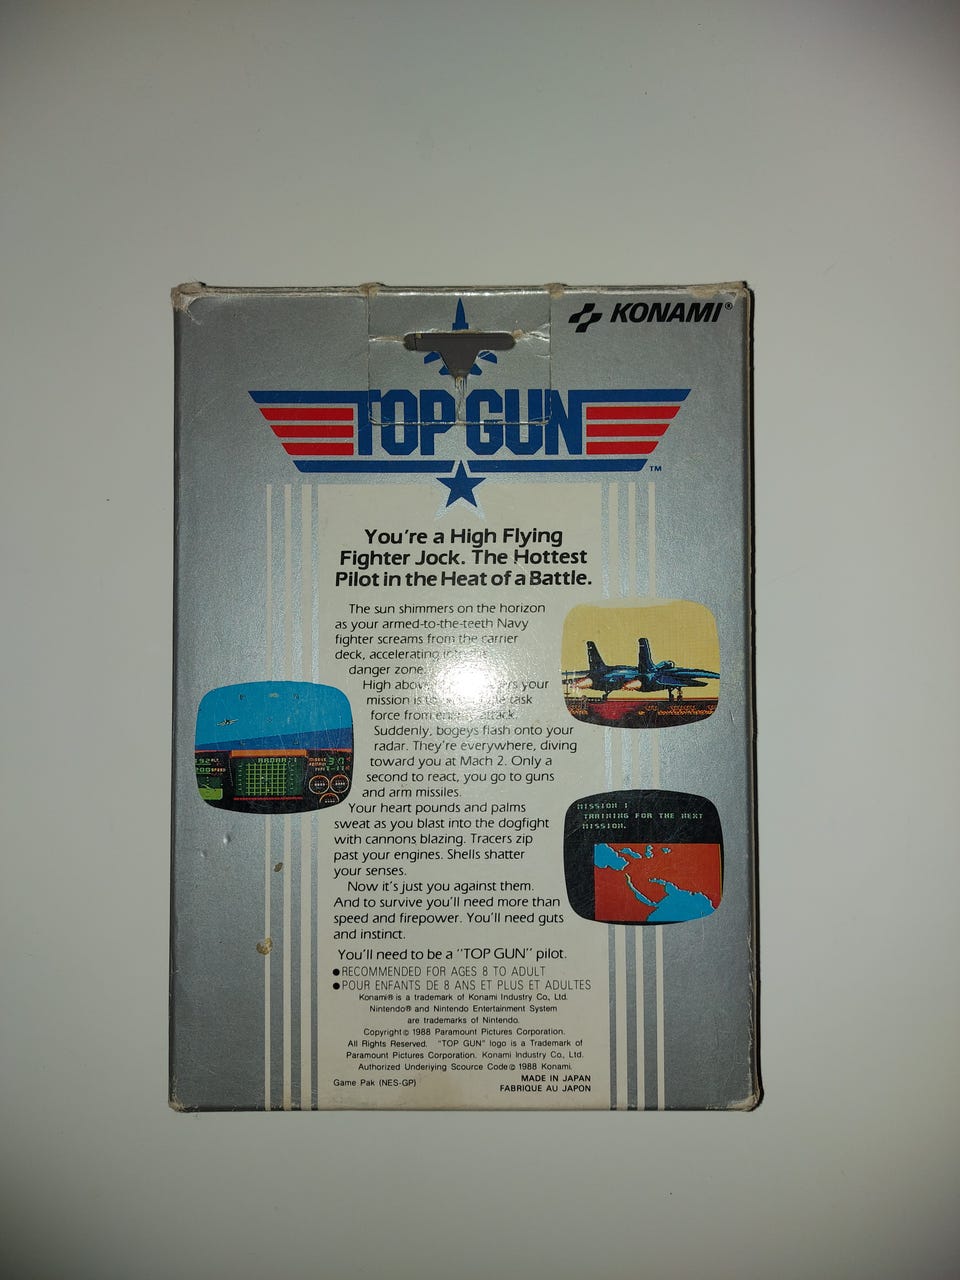 KONAMI®
TOP GUN
TM
You're a High Flying
Fighter Jock. The Hottest
Pilot in the Heat of a Battle.
The sun shimmers on the horizon
as your armed-to-the-teeth Navy
fighter screams from the carrier
deck, accelerating into the
danger zone.
High above your
mission is task
force from enemy attack.
Suddenly, bogeys flash onto your
radar. They're everywhere, diving
toward you at Mach 2. Only a
second to react, you go to guns
and arm missiles.
Your heart pounds and palms
sweat as you blast into the dogfight
with cannons blazing. Tracers zip
past your engines. Shells shatter
your senses.
Now it's just you against them.
And to survive you'll need more than
speed and firepower. You'll need guts
and instinct.
You'll need to be a "TOP GUN" pilot.
RADAR:1
MISSION 1
TRAINING FOR THE NEXT
MISSION.
●RECOMMENDED FOR AGES 8 TO ADULT
●POUR ENFANTS DE 8 ANS ET PLUS ET ADULTES
Konami® is a trademark of Konami Industry Co., Ltd.
Nintendo® and Nintendo Entertainment System
are trademarks of Nintendo.
Copyright© 1988 Paramount Pictures Corporation.
All Rights Reserved. "TOP GUN" logo is a Trademark of
Paramount Pictures Corporation. Konami Industry Co., Ltd.
Authorized Underiying Scource Code© 1988 Konami.
Game Pak (NES-GP)
MADE IN JAPAN
FABRIQUE AU JAPON